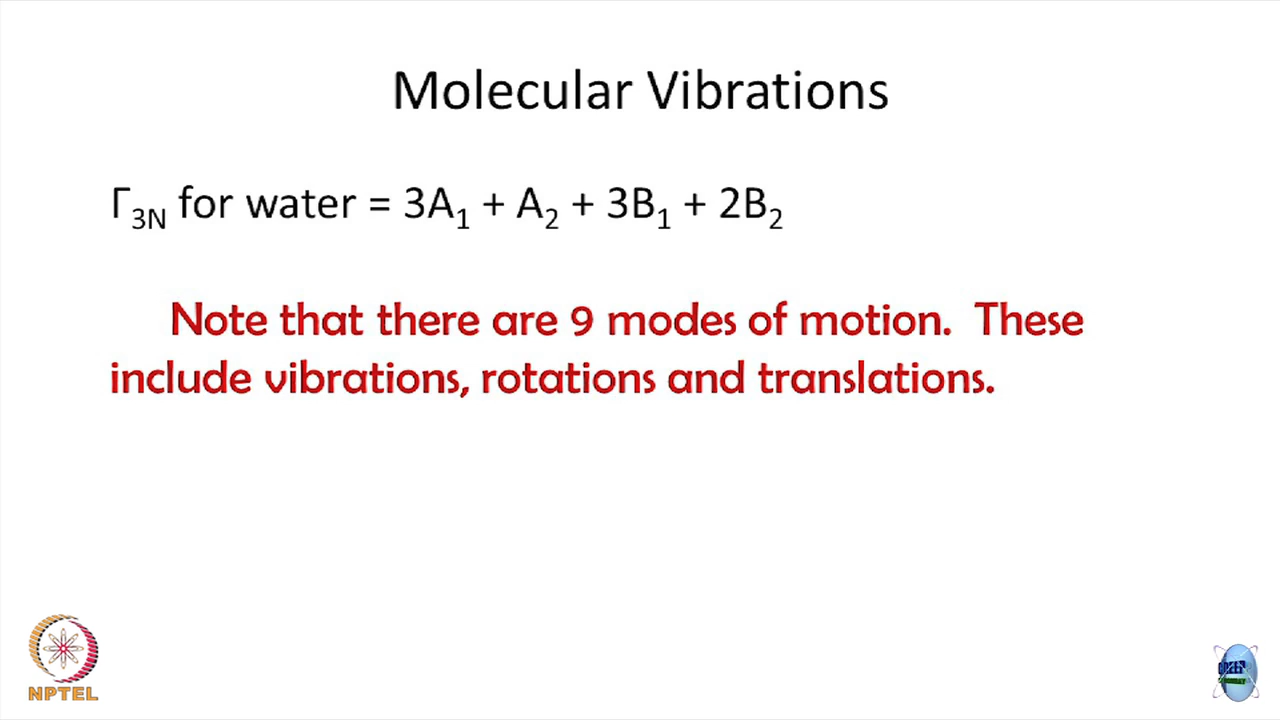 Molecular Vibrations
Γ₃N for water = 3A₁ + A₂ + 3B₁ + 2B₂
Note that there are 9 modes of motion. These
include vibrations, rotations and translations.
NPTEL